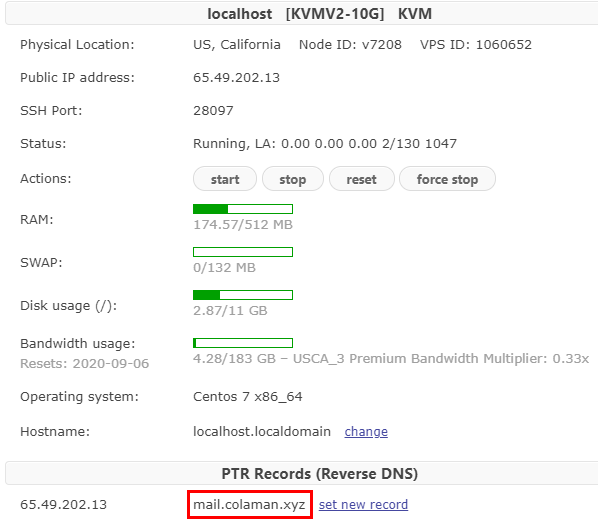 localhost [KVMV2-10G] KVM
Physical Location: US, California Node ID: v7208 VPS ID: 1060652
Public IP address: 65.49.202.13
SSH Port: 28097
Status: Running, LA: 0.00 0.00 0.00 2/130 1047
Actions: start stop reset force stop
RAM:
174.57/512 MB
SWAP:
0/132 MB
Disk usage (/):
2.87/11 GB
Bandwidth usage:
Resets: 2020-09-06 4.28/183 GB – USCA_3 Premium Bandwidth Multiplier: 0.33x
Operating system: Centos 7 x86_64
Hostname: localhost.localdomain change
PTR Records (Reverse DNS)
65.49.202.13 mail.colaman.xyz set new record